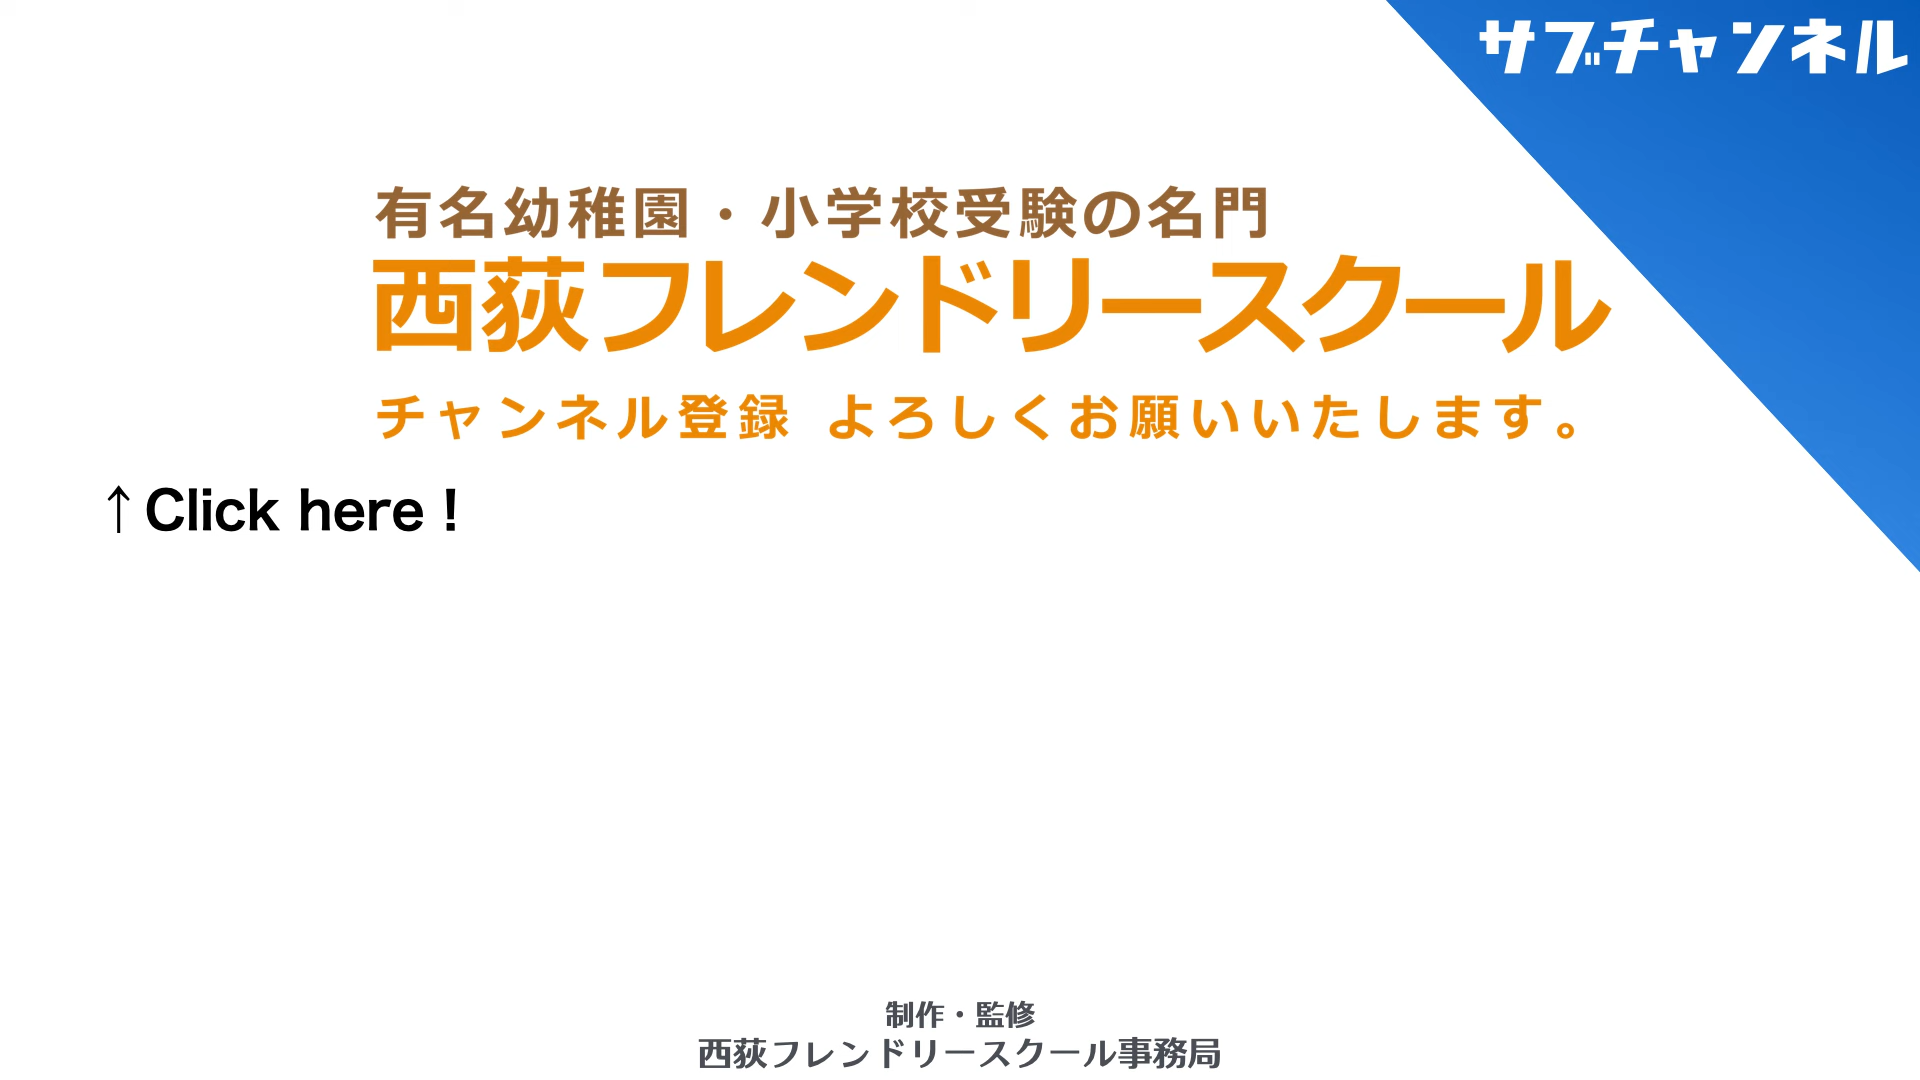 サブチャンネル
有名幼稚園・小学校受験の名門
西荻フレンドリースクール
チャンネル登録 よろしくお願いいたします。
↑Click here !
制作・監修
西荻フレンドリースクール事務局